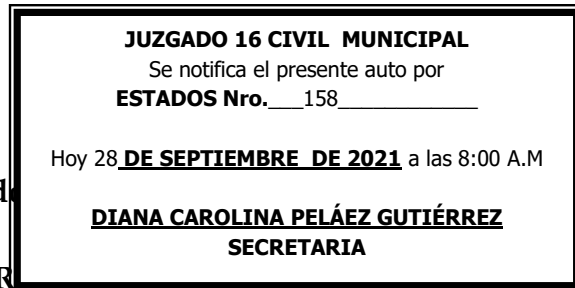 JUZGADO 16 CIVIL MUNICIPAL
Se notifica el presente auto por
ESTADOS Nro.___158____________
Hoy 28 DE SEPTIEMBRE DE 2021 a las 8:00 A.M
DIANA CAROLINA PELÁEZ GUTIÉRREZ
SECRETARIA